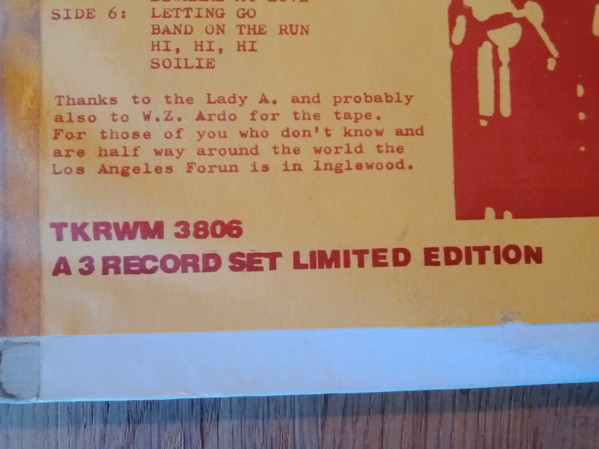 SIDE 6: LETTING GO
BAND ON THE RUN
HI, HI, HI
SOILIE
Thanks to the Lady A. and probably
also to W.Z. Ardo for the tape.
For those of you who don't know and
are half way around the world the
Los Angeles Forun is in Inglewood.
TKRWM 3806
A 3 RECORD SET LIMITED EDITION